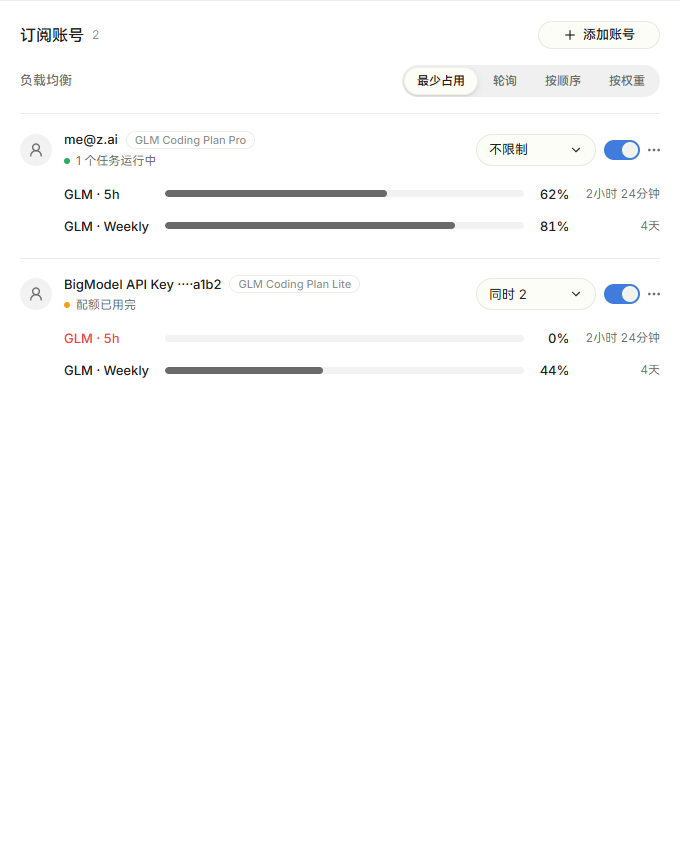 订阅账号 2
+ 添加账号
负载均衡
最少占用 轮询 按顺序 按权重
me@z.ai GLM Coding Plan Pro
1 个任务运行中
不限制
GLM · 5h 62% 2小时 24分钟
GLM · Weekly 81% 4天
BigModel API Key ····a1b2 GLM Coding Plan Lite
配额已用完
同时 2
GLM · 5h 0% 2小时 24分钟
GLM · Weekly 44% 4天